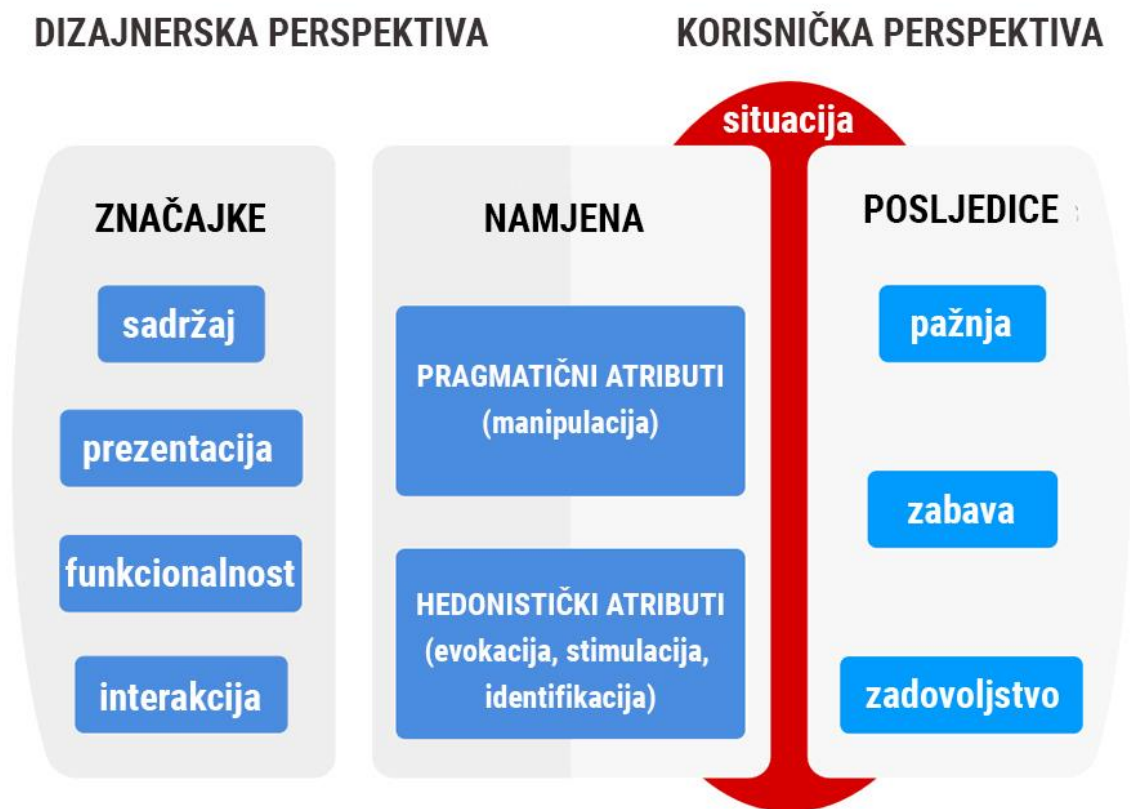 DIZAJNERSKA PERSPEKTIVA
KORISNIČKA PERSPEKTIVA
situacija
ZNAČAJKE
sadržaj
prezentacija
funkcionalnost
interakcija
NAMJENA
PRAGMATIČNI ATRIBUTI
(manipulacija)
HEDONISTIČKI ATRIBUTI
(evokacija, stimulacija,
identifikacija)
POSLJEDICE
pažnja
zabava
zadovoljstvo